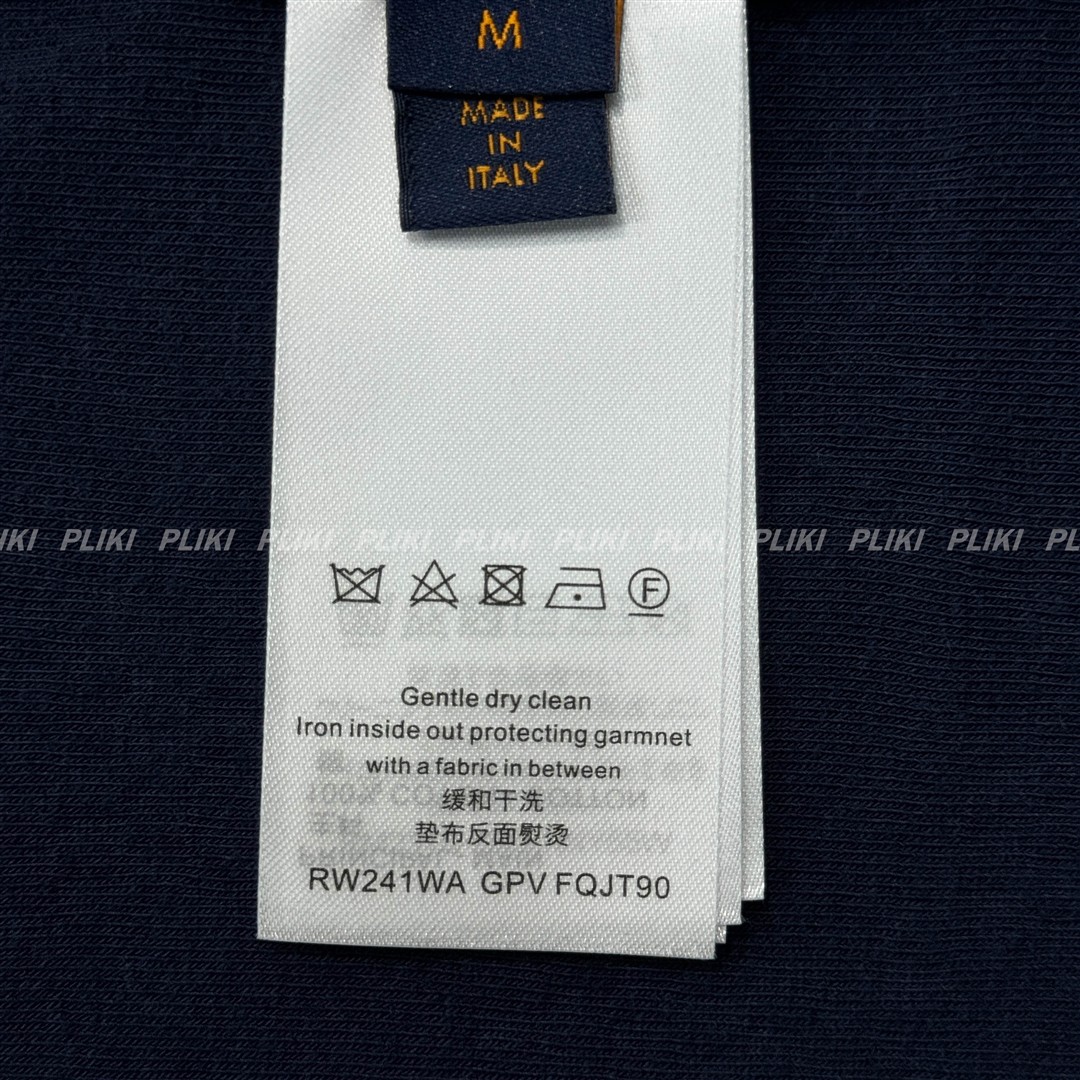 M
MADE
IN
ITALY
PLIKI PLIKI PLIKI PLIKI PLIKI PLIKI PLIKI PLIKI PLIKI PLIKI
F
Gentle dry clean
Iron inside out protecting garmnet
with a fabric in between
缓和干洗
垫布反面熨烫
RW241WA GPV FQJT90